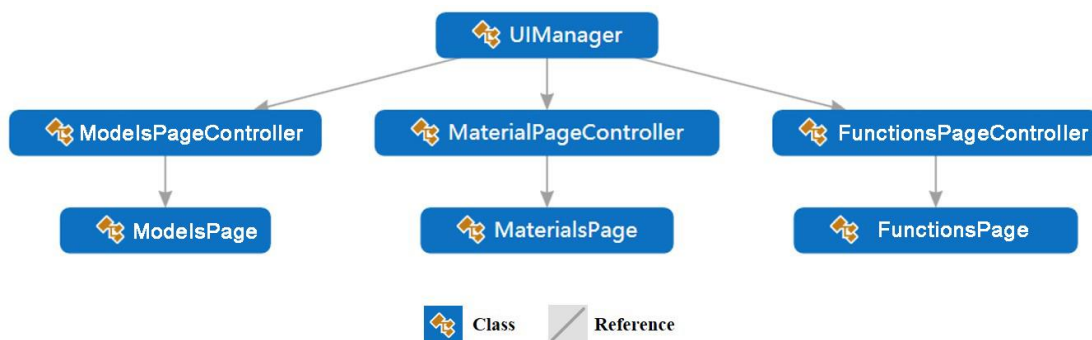 UIManager
ModelsPageController
MaterialPageController
FunctionsPageController
ModelsPage
MaterialsPage
FunctionsPage
Class
Reference